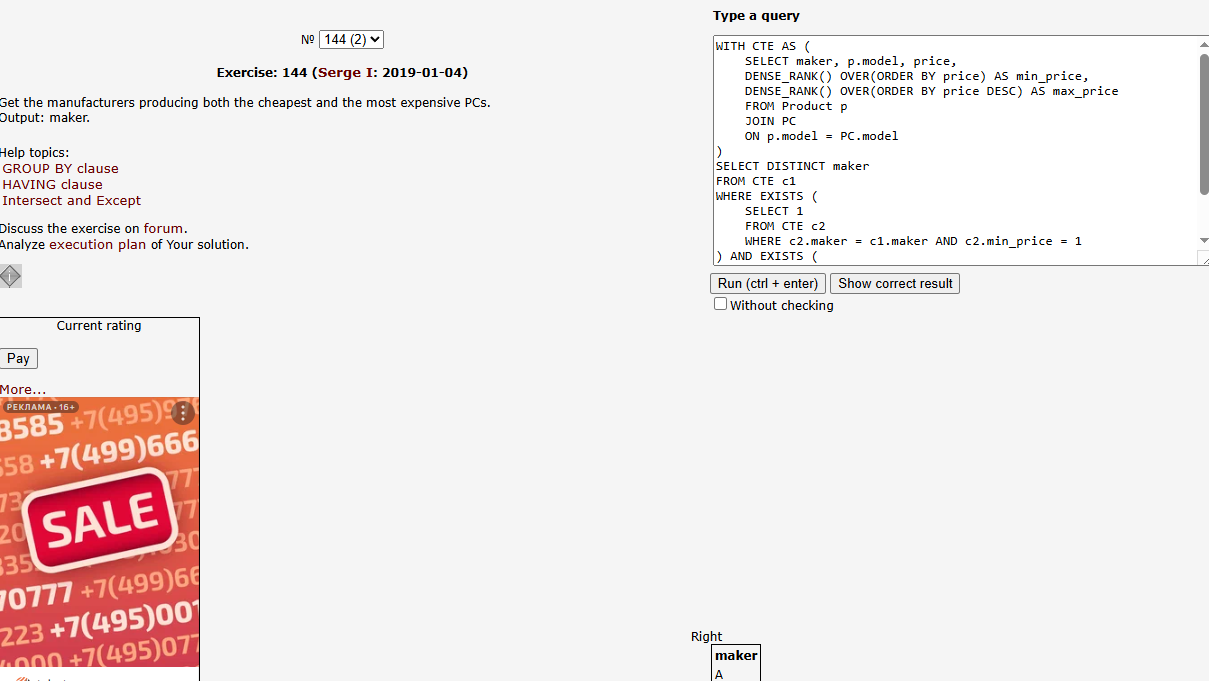 № 144 (2)
Exercise: 144 (Serge I: 2019-01-04)
Get the manufacturers producing both the cheapest and the most expensive PCs.
Output: maker.
Help topics:
GROUP BY clause
HAVING clause
Intersect and Except
Discuss the exercise on forum.
Analyze execution plan of Your solution.
Current rating
Pay
More...
РЕКЛАМА • 16+
8585 +7(495)9
+7(499)666
658
SALE
70777 +7(499)66
223 +7(495)001
4000 +7(495)077
Type a query
WITH CTE AS (
SELECT maker, p.model, price,
DENSE_RANK() OVER(ORDER BY price) AS min_price,
DENSE_RANK() OVER(ORDER BY price DESC) AS max_price
FROM Product p
JOIN PC
ON p.model = PC.model
)
SELECT DISTINCT maker
FROM CTE c1
WHERE EXISTS (
SELECT 1
FROM CTE c2
WHERE c2.maker = c1.maker AND c2.min_price = 1
) AND EXISTS (
Run (ctrl + enter) Show correct result
Without checking
Right
maker
A